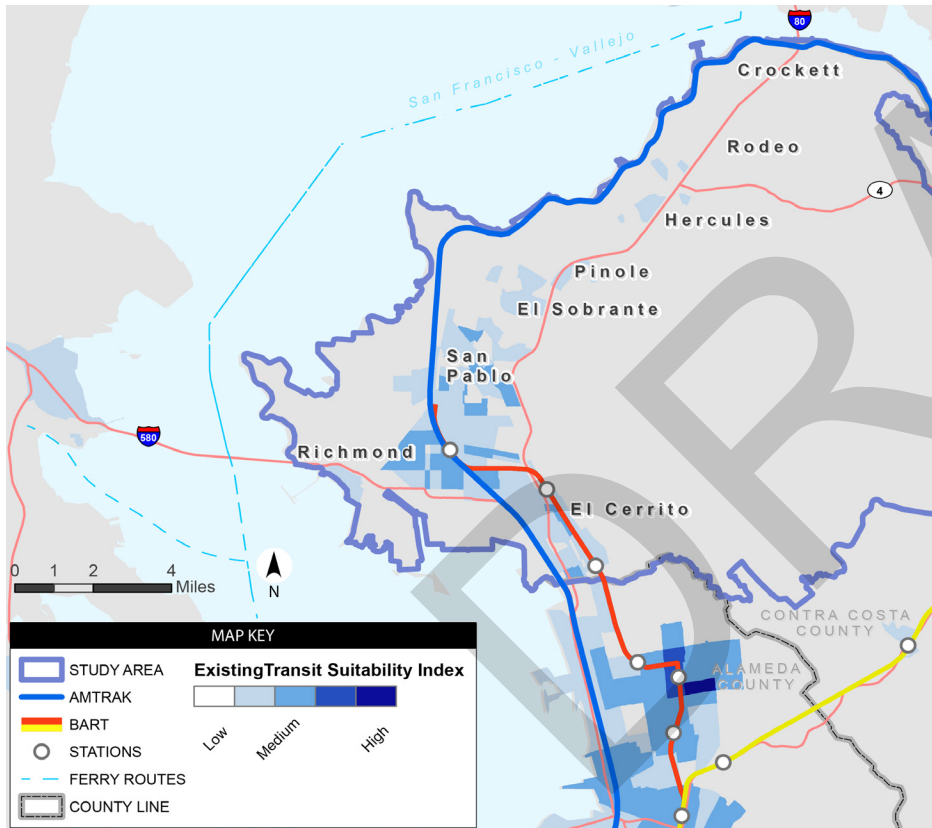 80
San Francisco - Vallejo
Crockett
Rodeo
4
Hercules
Pinole
El Sobrante
San
Pablo
580
Richmond
El Cerrito
0 1 2 4
Miles
N
CONTRA COSTA
COUNTY
ALAMEDA
COUNTY
DR
MAP KEY
STUDY AREA
AMTRAK
BART
STATIONS
FERRY ROUTES
COUNTY LINE
ExistingTransit Suitability Index
Low
Medium
High